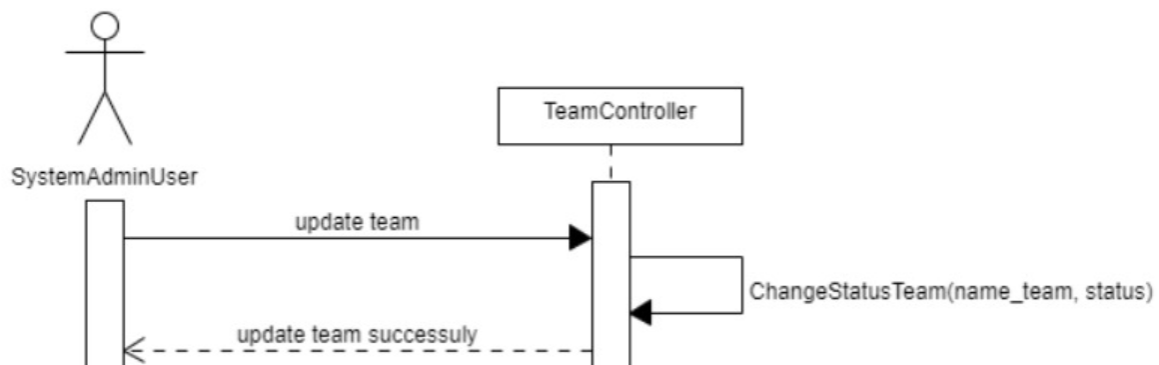 TeamController
SystemAdminUser
update team
ChangeStatusTeam(name_team, status)
update team successuly